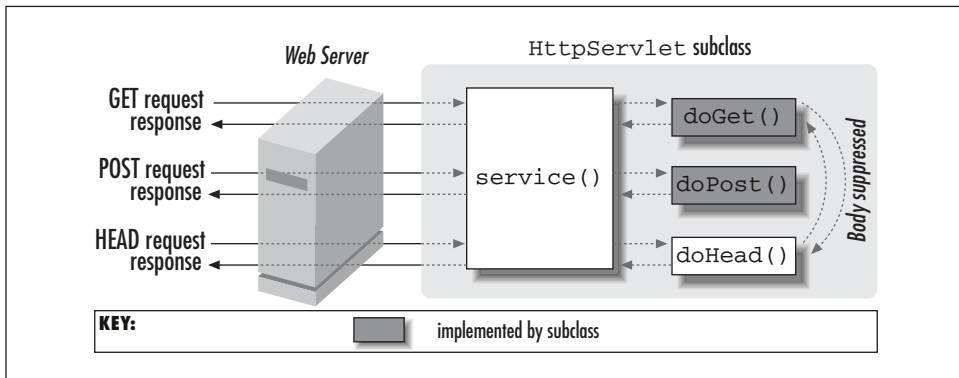 HttpServlet subclass
Web Server
GET request
response
POST request
response
HEAD request
response
service()
doGet()
doPost()
doHead()
Body suppressed
KEY:
implemented by subclass